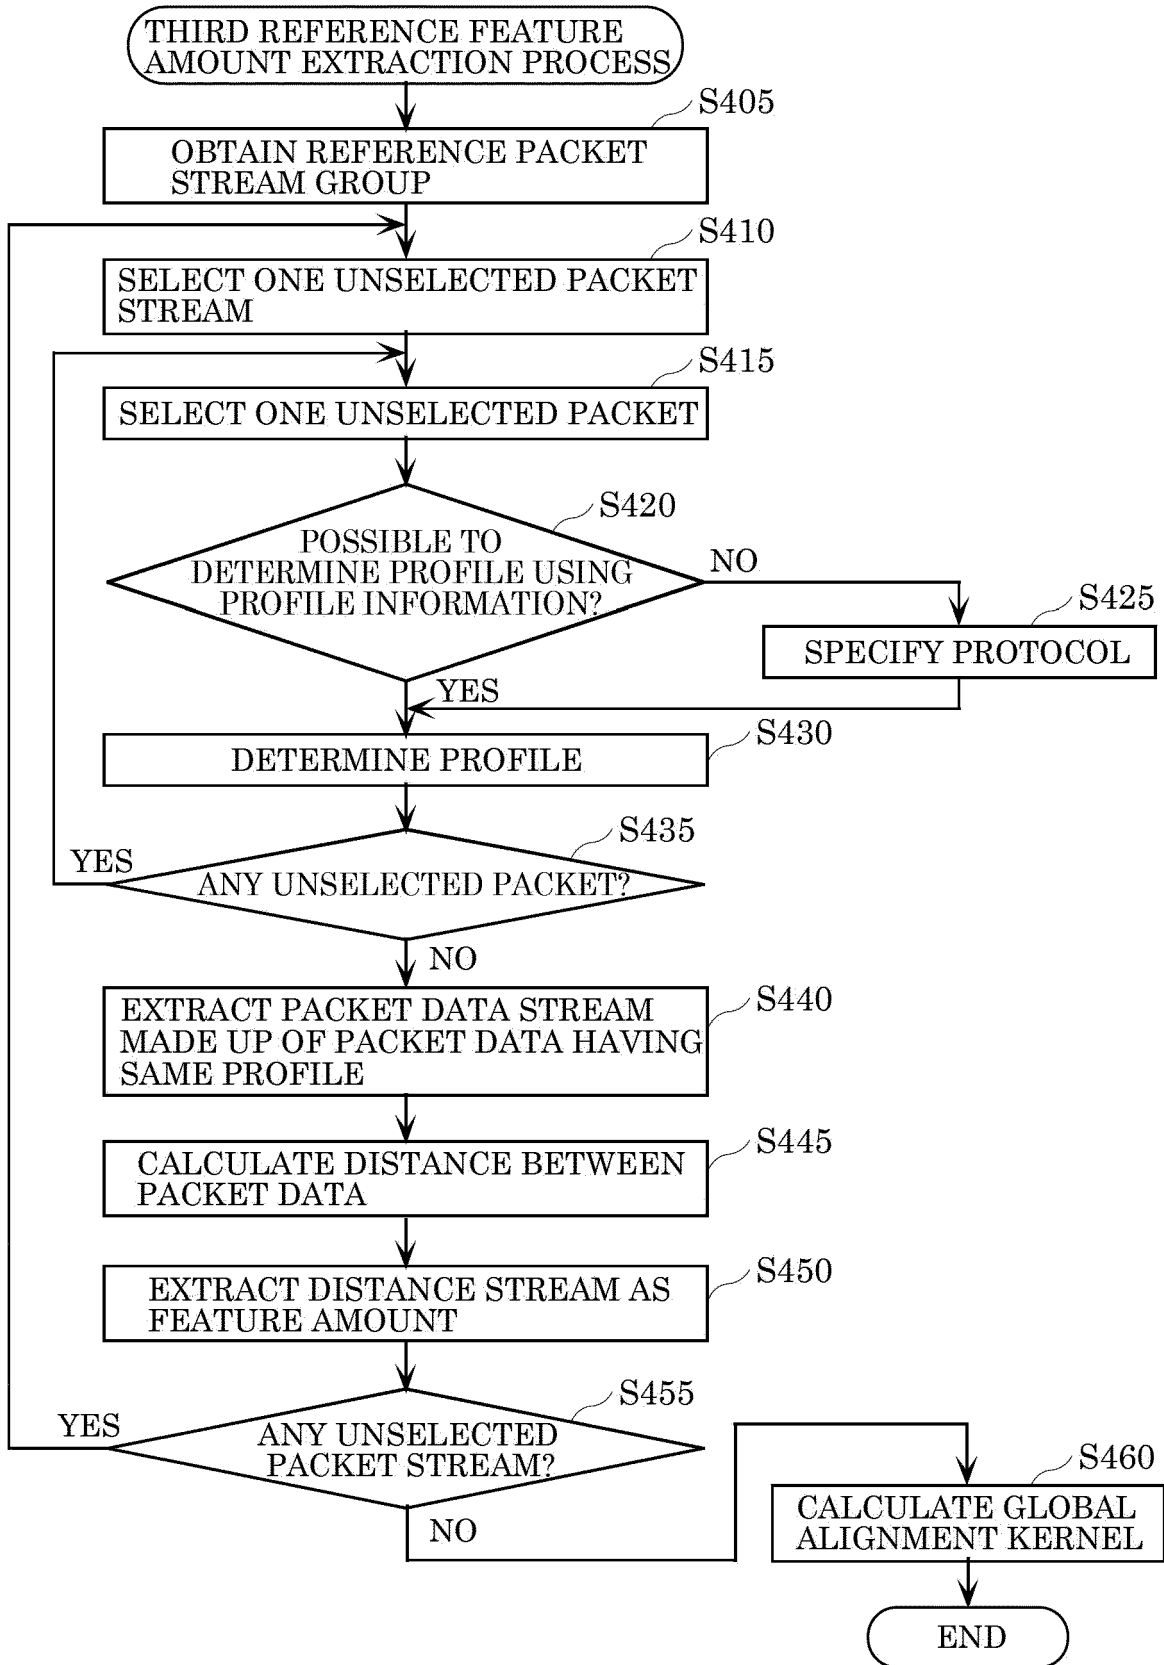 THIRD REFERENCE FEATURE
AMOUNT EXTRACTION PROCESS
S405
OBTAIN REFERENCE PACKET
STREAM GROUP
S410
SELECT ONE UNSELECTED PACKET
STREAM
S415
SELECT ONE UNSELECTED PACKET
S420
POSSIBLE TO
DETERMINE PROFILE USING
PROFILE INFORMATION?
NO
S425
SPECIFY PROTOCOL
YES
S430
DETERMINE PROFILE
S435
YES
ANY UNSELECTED PACKET?
NO
S440
EXTRACT PACKET DATA STREAM
MADE UP OF PACKET DATA HAVING
SAME PROFILE
S445
CALCULATE DISTANCE BETWEEN
PACKET DATA
S450
EXTRACT DISTANCE STREAM AS
FEATURE AMOUNT
S455
YES
ANY UNSELECTED
PACKET STREAM?
NO
S460
CALCULATE GLOBAL
ALIGNMENT KERNEL
END